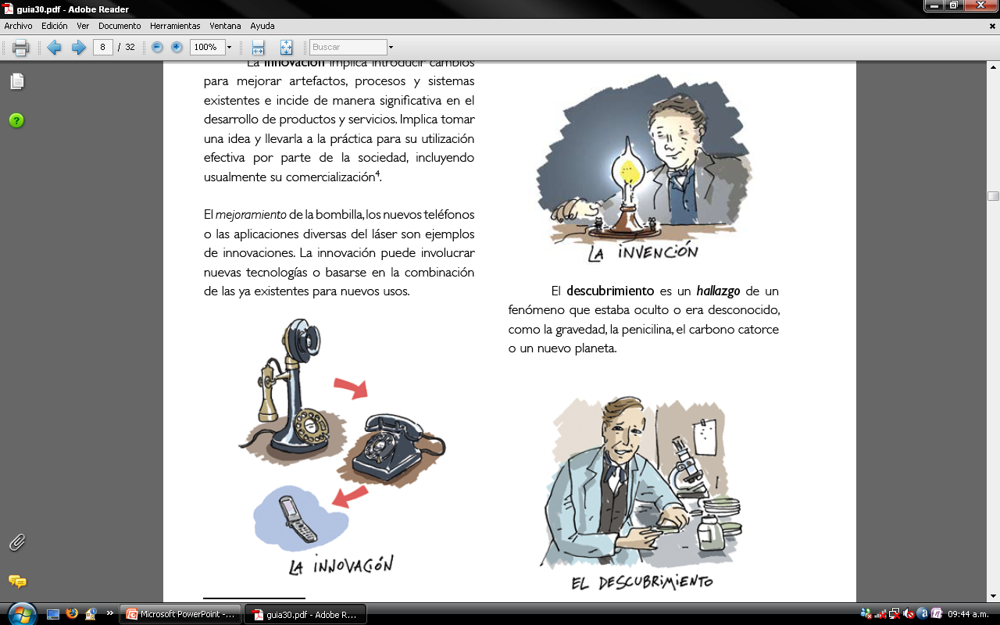 guia30.pdf - Adobe Reader
Archivo Edición Ver Documento Herramientas Ventana Ayuda
8 / 32 100% Buscar
La innovación implica introducir cambios
para mejorar artefactos, procesos y sistemas
existentes e incide de manera significativa en el
desarrollo de productos y servicios. Implica tomar
una idea y llevarla a la práctica para su utilización
efectiva por parte de la sociedad, incluyendo
usualmente su comercialización4.
El mejoramiento de la bombilla, los nuevos teléfonos
o las aplicaciones diversas del láser son ejemplos
de innovaciones. La innovación puede involucrar
nuevas tecnologías o basarse en la combinación
de las ya existentes para nuevos usos.
LA INNOVACIÓN
LA INVENCIÓN
El descubrimiento es un hallazgo de un
fenómeno que estaba oculto o era desconocido,
como la gravedad, la penicilina, el carbono catorce
o un nuevo planeta.
EL DESCUBRIMIENTO
Microsoft PowerPoint -... guia30.pdf - Adobe R... 09:44 a.m.